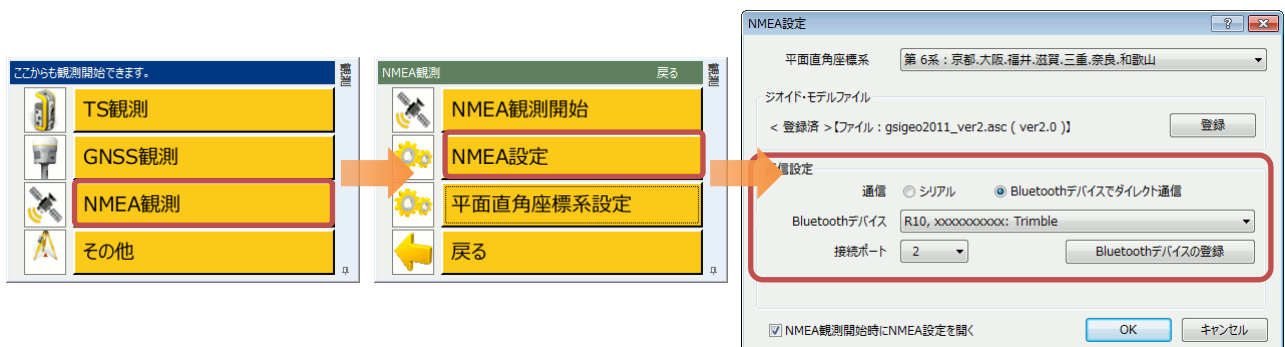 ここからも観測開始できます。
観測
TS観測
GNSS観測
NMEA観測
その他
NMEA観測
戻る
観測
NMEA観測開始
NMEA設定
平面直角座標系設定
戻る
NMEA設定
平面直角座標系
第 6系 : 京都.大阪.福井.滋賀.三重.奈良.和歌山
ジオイド・モデルファイル
< 登録済 >【ファイル : gsigeo2011_ver2.asc ( ver2.0 )】
登録
信設定
通信
シリアル
Bluetoothデバイスでダイレクト通信
Bluetoothデバイス
R10, xxxxxxxxxx: Trimble
接続ポート
2
Bluetoothデバイスの登録
NMEA観測開始時にNMEA設定を開く
OK
キャンセル